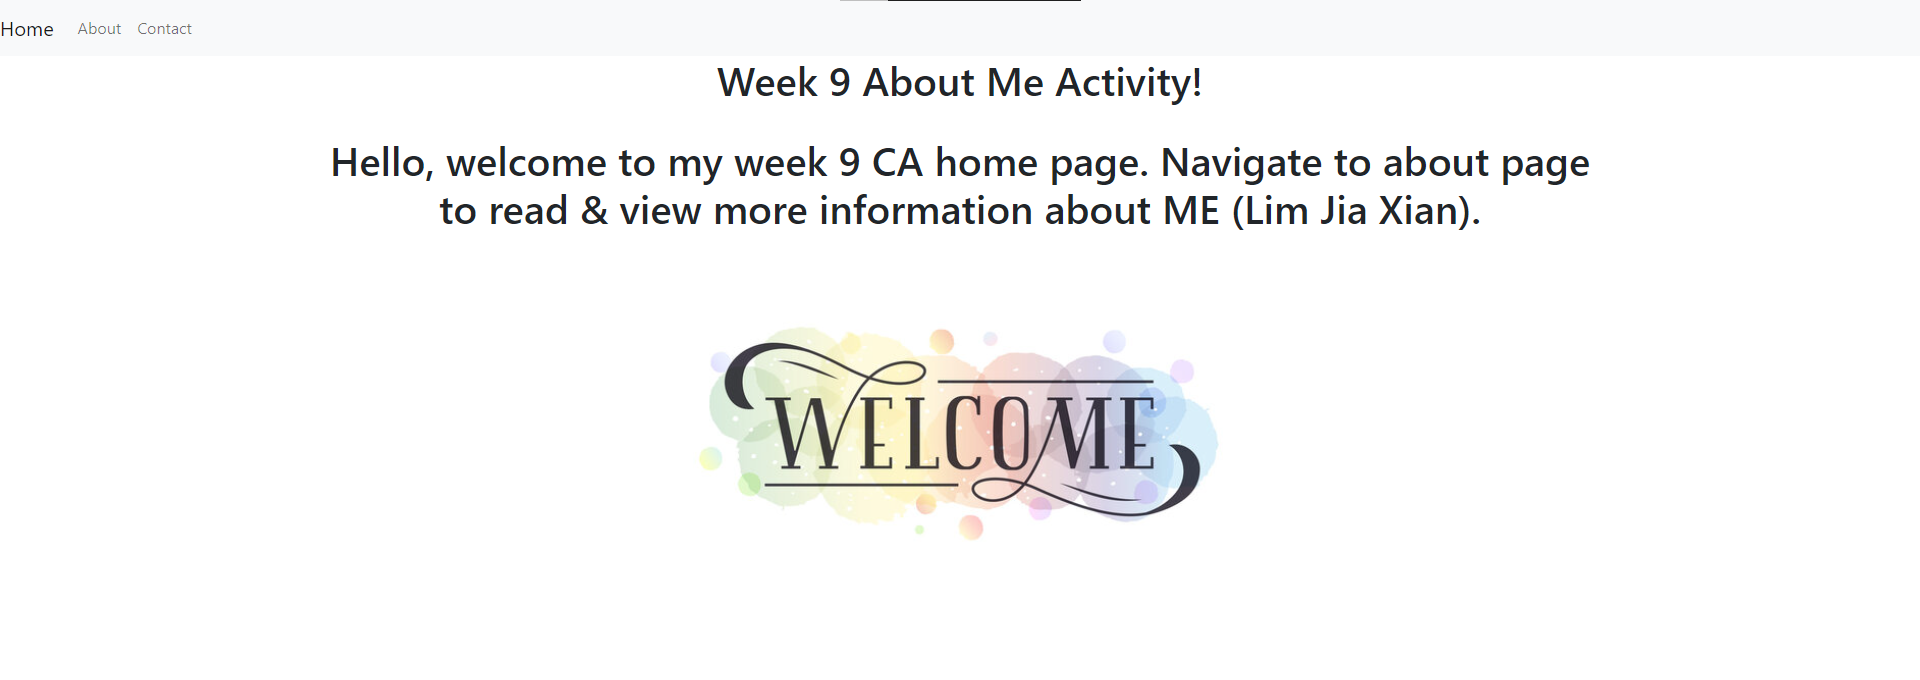 Home About Contact
Week 9 About Me Activity!
Hello, welcome to my week 9 CA home page. Navigate to about page
to read & view more information about ME (Lim Jia Xian).
WELCOME